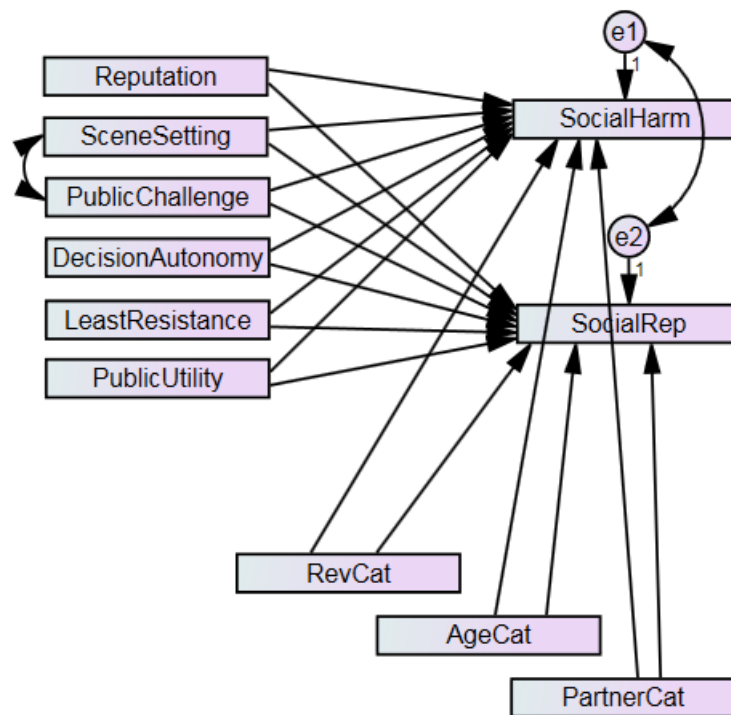 e1
1
Reputation
SocialHarm
SceneSetting
PublicChallenge
e2
DecisionAutonomy
1
LeastResistance
SocialRep
PublicUtility
RevCat
AgeCat
PartnerCat